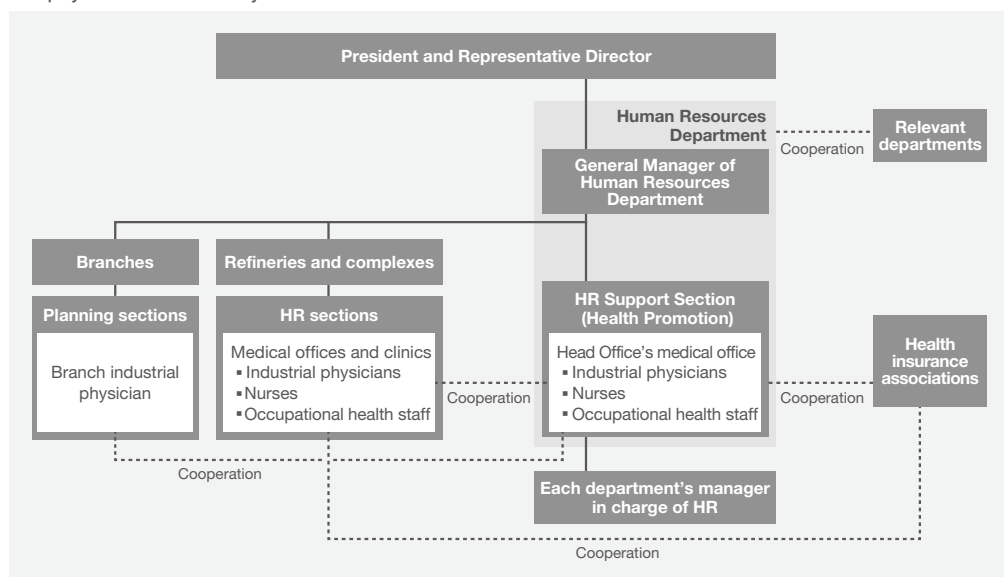 President and Representative Director
Human Resources
Department
Cooperation
Relevant
departments
General Manager of
Human Resources
Department
Branches
Refineries and complexes
Planning sections
Branch industrial
physician
HR sections
Medical offices and clinics
▪ Industrial physicians
▪ Nurses
▪ Occupational health staff
Cooperation
HR Support Section
(Health Promotion)
Head Office’s medical office
▪ Industrial physicians
▪ Nurses
▪ Occupational health staff
Cooperation
Health
insurance
associations
Cooperation
Each department’s manager
in charge of HR
Cooperation